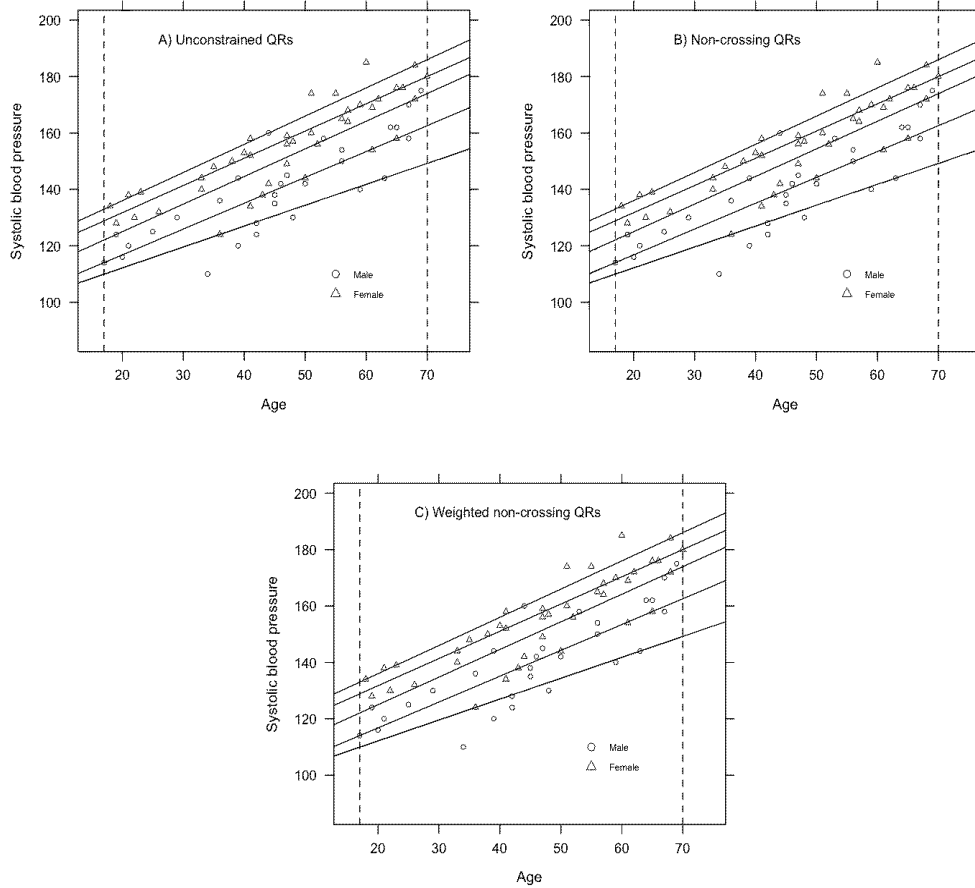 A) Unconstrained QRs
Systolic blood pressure
200
180
160
140
120
100
Male
Female
20 30 40 50 60 70
Age
B) Non-crossing QRs
Systolic blood pressure
200
180
160
140
120
100
Male
Female
20 30 40 50 60 70
Age
C) Weighted non-crossing QRs
Systolic blood pressure
200
180
160
140
120
100
Male
Female
20 30 40 50 60 70
Age